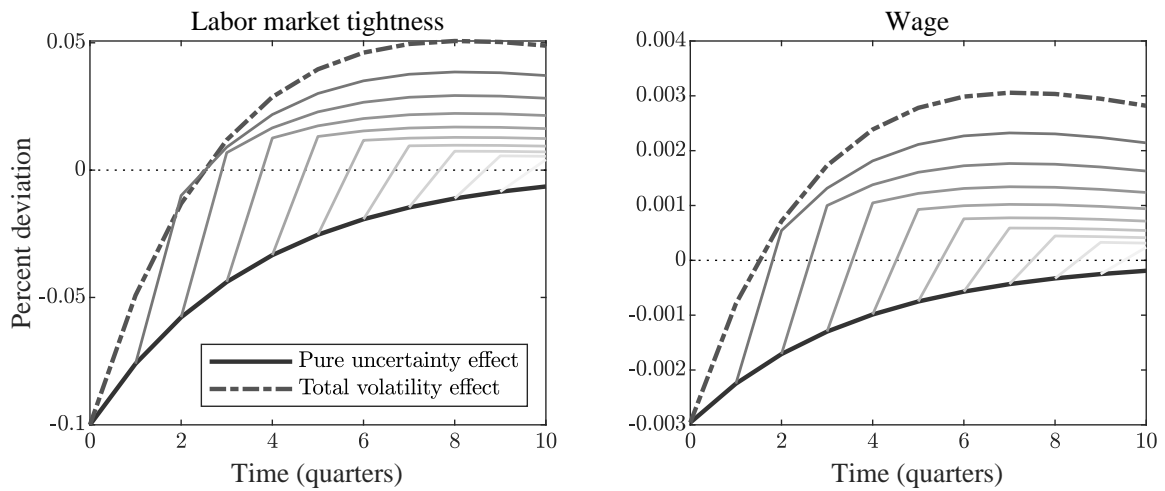 Labor market tightness
0.05
0
-0.05
-0.1
Percent deviation
0 2 4 6 8 10
Time (quarters)
Pure uncertainty effect
Total volatility effect
Wage
0.004
0.003
0.002
0.001
0
-0.001
-0.002
-0.003
0 2 4 6 8 10
Time (quarters)